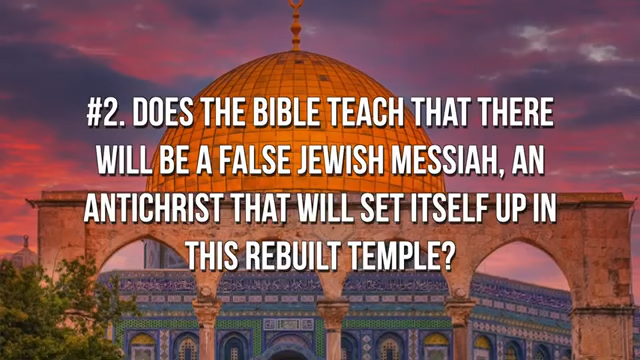 #2. DOES THE BIBLE TEACH THAT THERE
WILL BE A FALSE JEWISH MESSIAH, AN
ANTICHRIST THAT WILL SET ITSELF UP IN
THIS REBUILT TEMPLE?